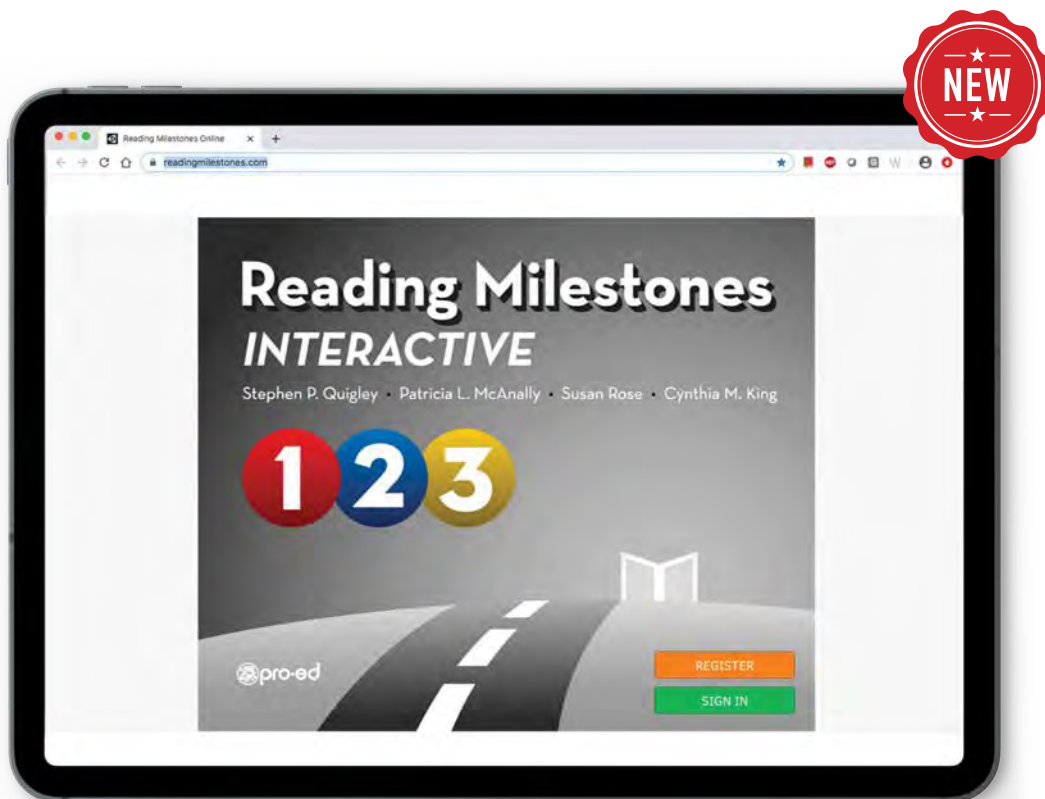 NEW
Reading Milestones Online
readingmilestones.com
Reading Milestones
INTERACTIVE
Stephen P. Quigley • Patricia L. McAnally • Susan Rose • Cynthia M. King
1 2 3
pro-ed
REGISTER
SIGN IN